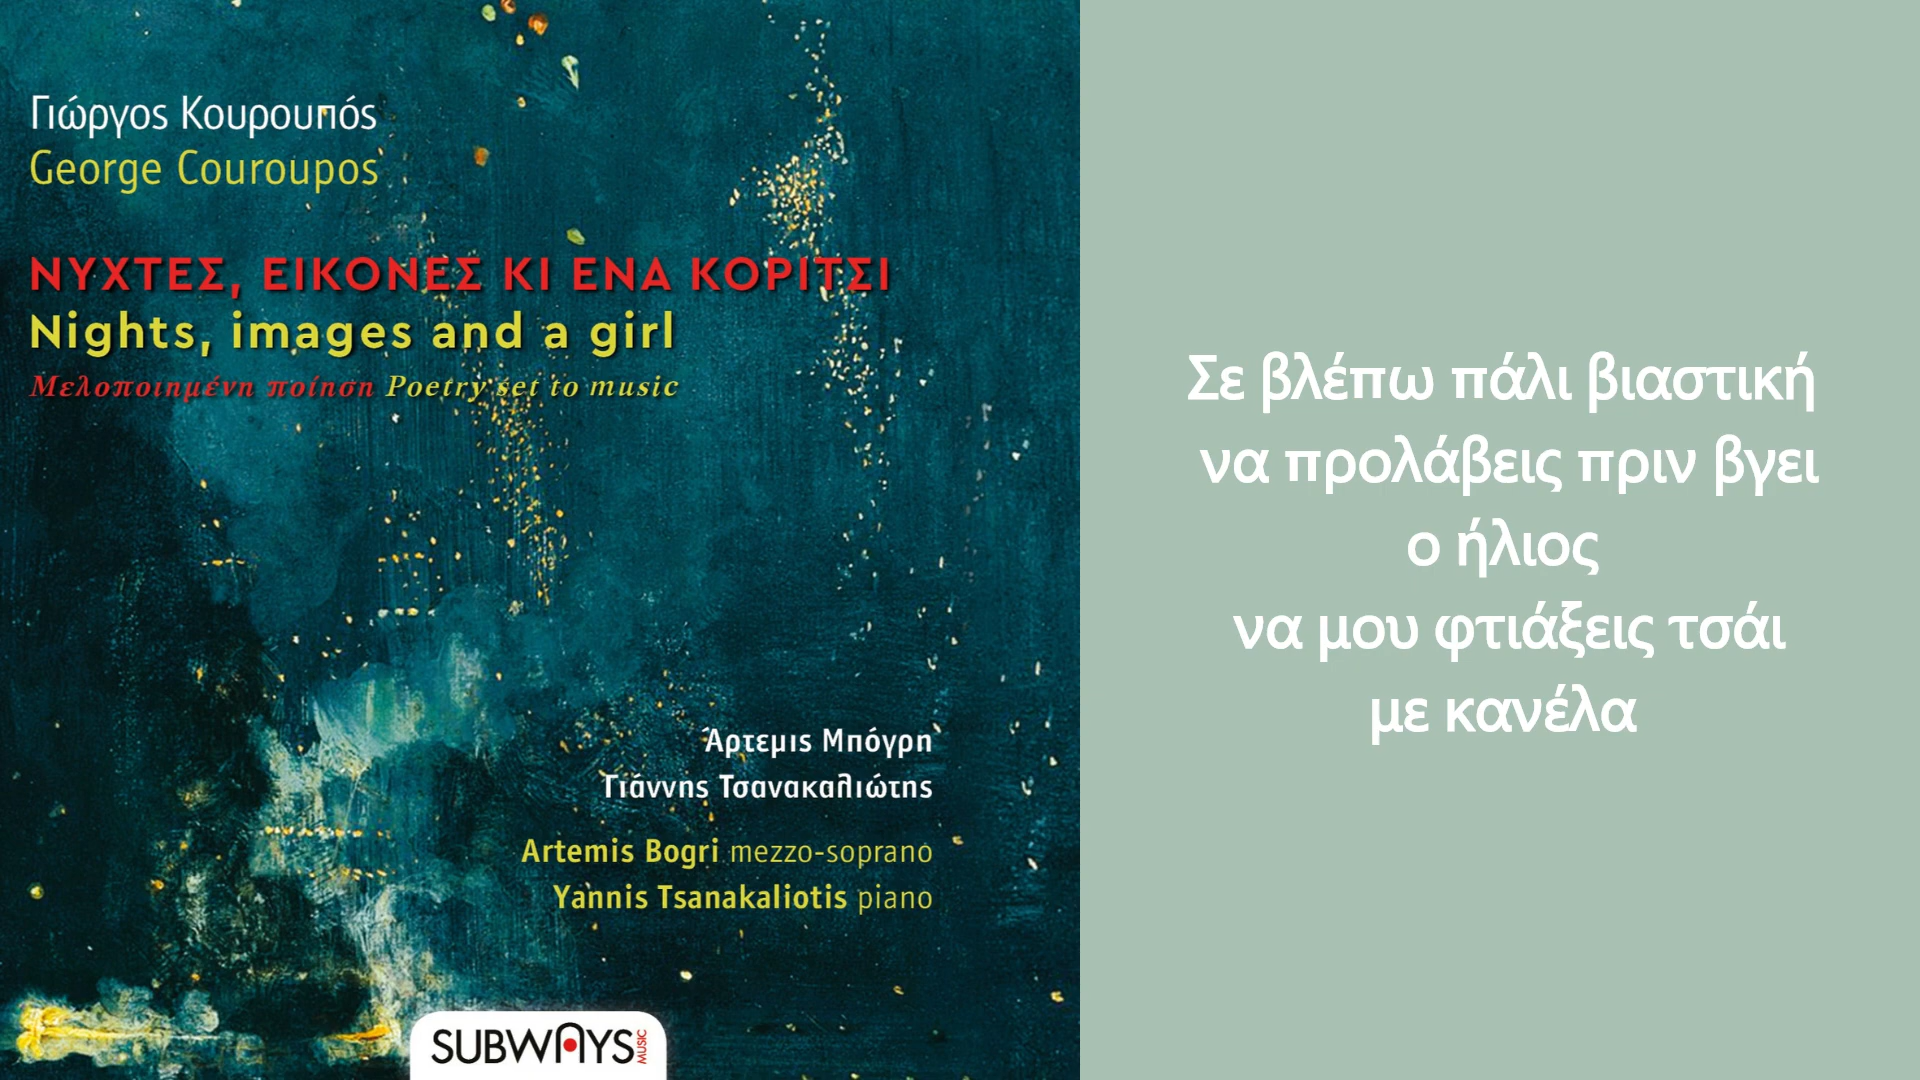 Γιώργος Κουρουπός
George Couroupos
ΝΥΧΤΕΣ, ΕΙΚΟΝΕΣ ΚΙ ΕΝΑ ΚΟΡΙΤΣΙ
Nights, images and a girl
Μελοποιημένη ποίηση Poetry set to music
Άρτεμις Μπόγρη
Γιάννης Τσανακαλιώτης
Artemis Bogri mezzo-soprano
Yannis Tsanakaliotis piano
SUBWAYS MUSIC
Σε βλέπω πάλι βιαστική
να προλάβεις πριν βγει
ο ήλιος
να μου φτιάξεις τσάι
με κανέλα